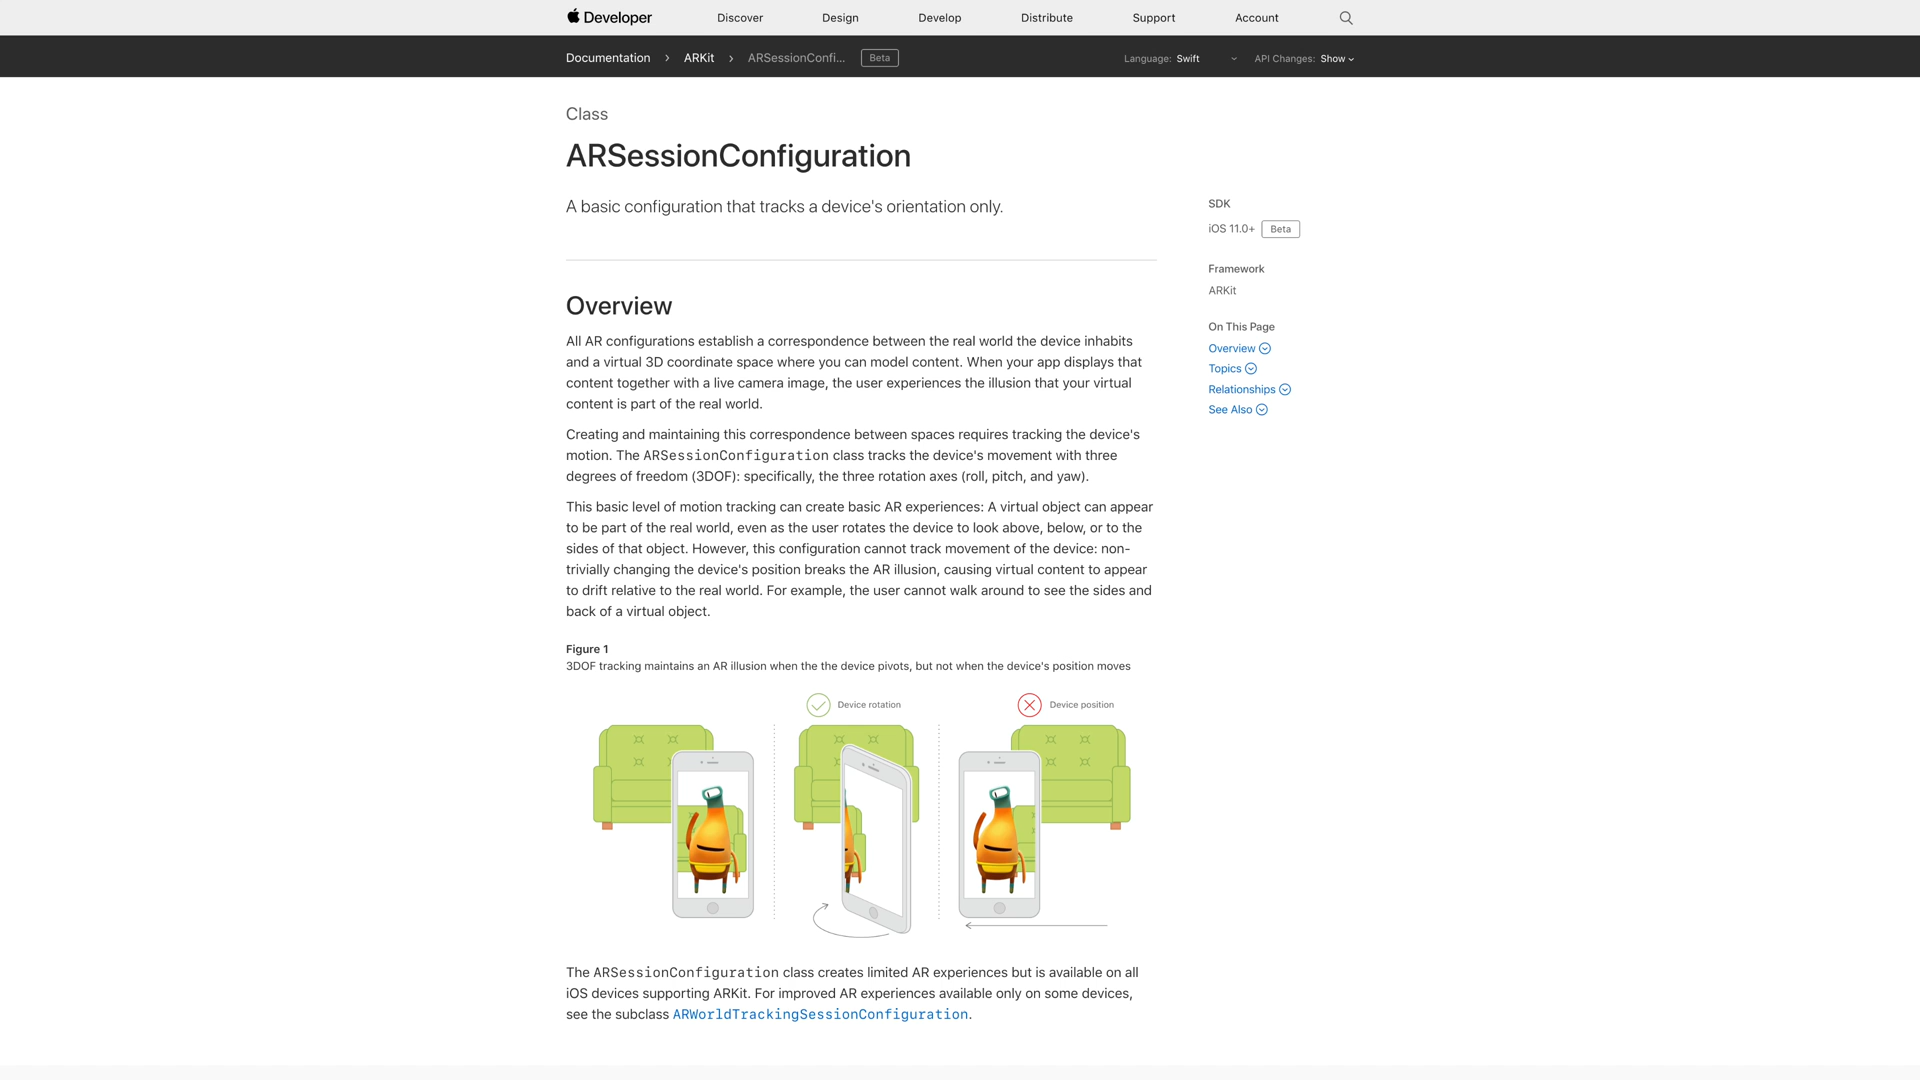 Developer
Discover
Design
Develop
Distribute
Support
Account
Documentation
ARKit
ARSessionConfi...
Beta
Language: Swift
API Changes: Show
Class
ARSessionConfiguration
A basic configuration that tracks a device's orientation only.
SDK
iOS 11.0+ Beta
Framework
ARKit
On This Page
Overview
Topics
Relationships
See Also
Overview
All AR configurations establish a correspondence between the real world the device inhabits
and a virtual 3D coordinate space where you can model content. When your app displays that
content together with a live camera image, the user experiences the illusion that your virtual
content is part of the real world.
Creating and maintaining this correspondence between spaces requires tracking the device's
motion. The ARSessionConfiguration class tracks the device's movement with three
degrees of freedom (3DOF): specifically, the three rotation axes (roll, pitch, and yaw).
This basic level of motion tracking can create basic AR experiences: A virtual object can appear
to be part of the real world, even as the user rotates the device to look above, below, or to the
sides of that object. However, this configuration cannot track movement of the device: non-
trivially changing the device's position breaks the AR illusion, causing virtual content to appear
to drift relative to the real world. For example, the user cannot walk around to see the sides and
back of a virtual object.
Figure 1
3DOF tracking maintains an AR illusion when the the device pivots, but not when the device's position moves
Device rotation
Device position
The ARSessionConfiguration class creates limited AR experiences but is available on all
iOS devices supporting ARKit. For improved AR experiences available only on some devices,
see the subclass ARWorldTrackingSessionConfiguration.